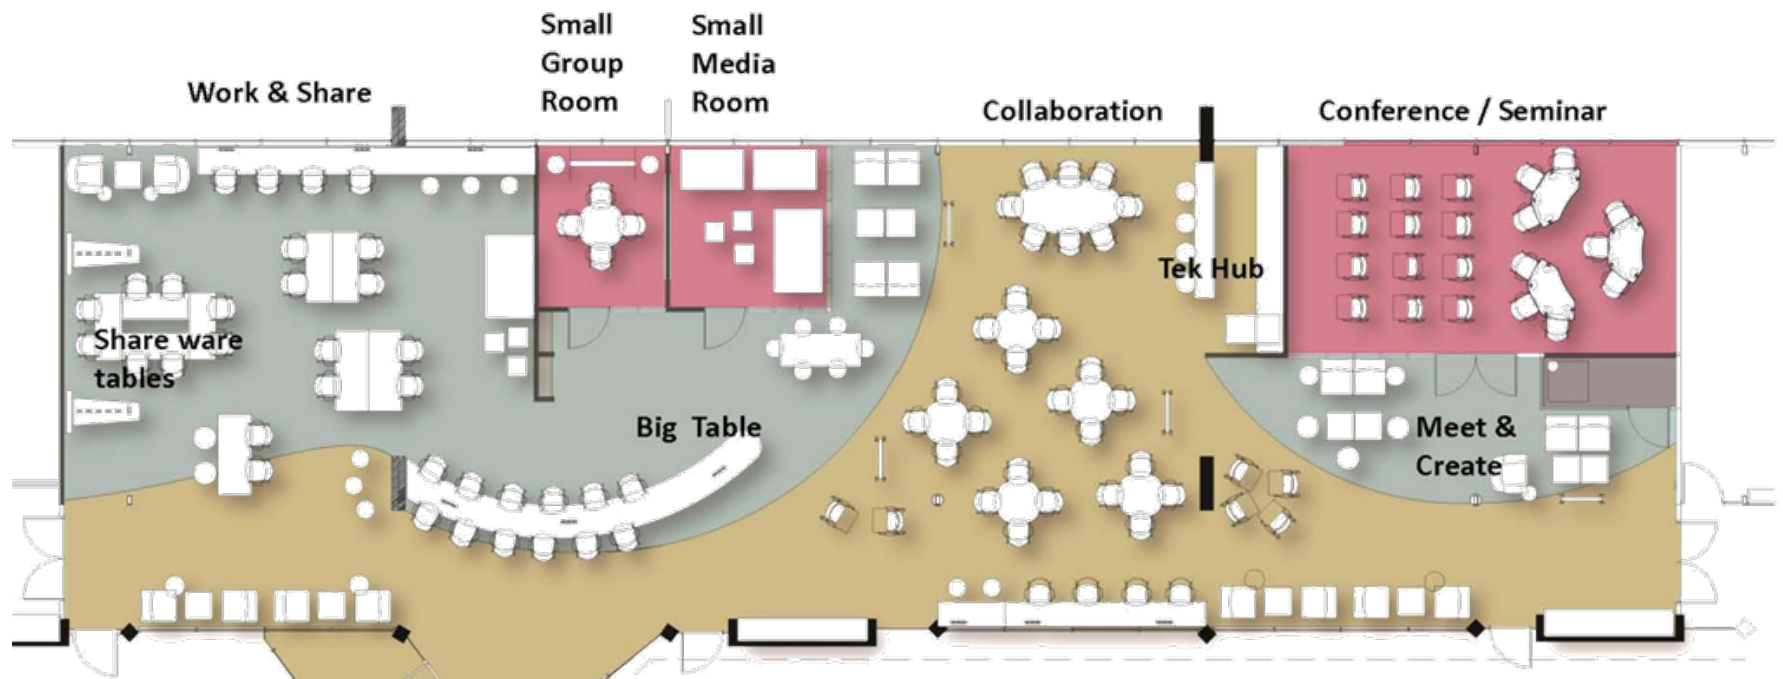 Small
Group
Room
Small
Media
Room
Work & Share
Collaboration
Conference / Seminar
Tek Hub
Share ware
tables
Big Table
Meet &
Create